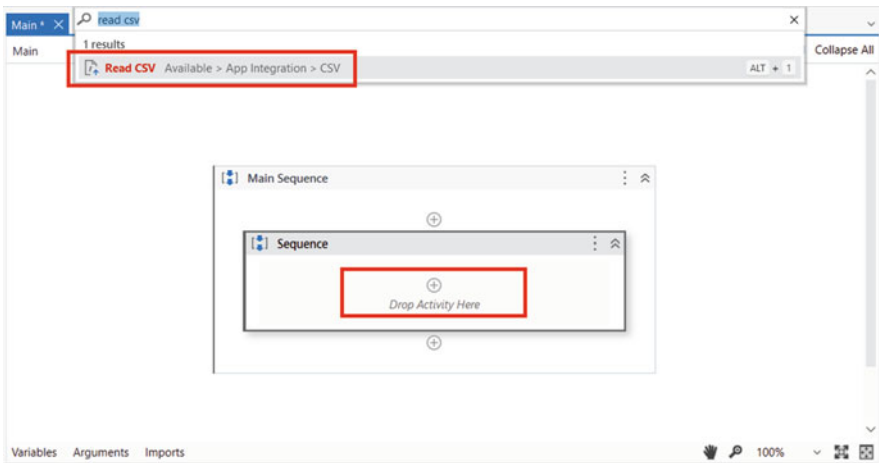 Main * ✕
read csv ✕
1 results
Read CSV Available > App Integration > CSV ALT + 1
Main Collapse All
Main Sequence
Sequence
Drop Activity Here
Variables Arguments Imports 100%